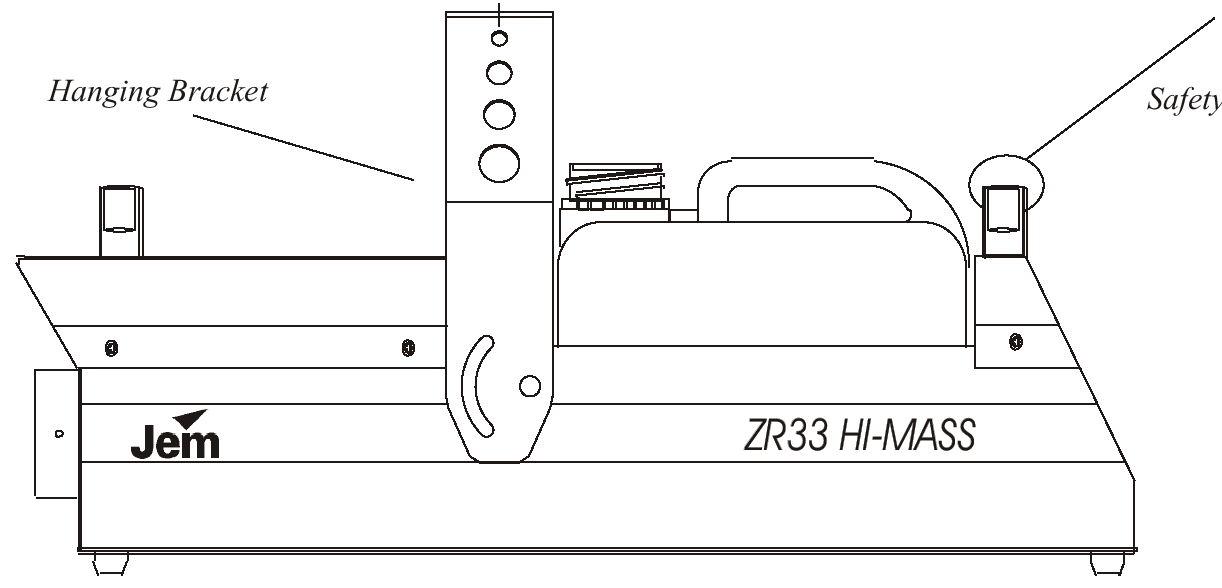 Hanging Bracket
Safety
Jem
ZR33 HI-MASS